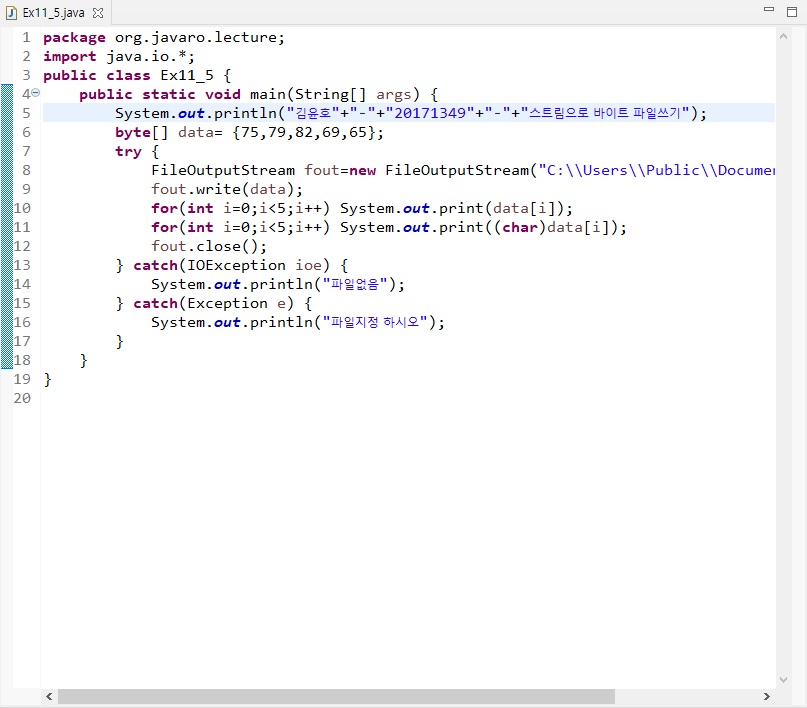 Ex11_5.java
1 package org.javaro.lecture;
2 import java.io.*;
3 public class Ex11_5 {
4 public static void main(String[] args) {
5 System.out.println("김윤호"+"-"+"20171349"+"-"+"스트림으로 바이트 파일쓰기");
6 byte[] data= {75,79,82,69,65};
7 try {
8 FileOutputStream fout=new FileOutputStream("C:\\Users\\Public\\Documen
9 fout.write(data);
10 for(int i=0;i<5;i++) System.out.print(data[i]);
11 for(int i=0;i<5;i++) System.out.print((char)data[i]);
12 fout.close();
13 } catch(IOException ioe) {
14 System.out.println("파일없음");
15 } catch(Exception e) {
16 System.out.println("파일지정 하시오");
17 }
18 }
19 }
20